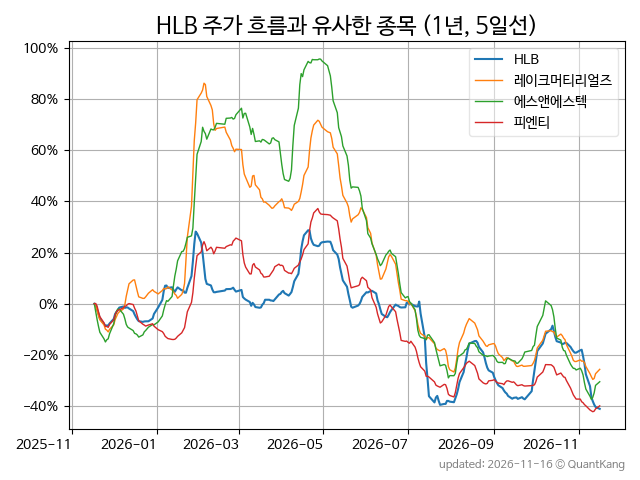 HLB 주가 흐름과 유사한 종목 (1년, 5일선)
100%
80%
60%
40%
20%
0%
−20%
−40%
HLB
레이크머티리얼즈
에스앤에스텍
피엔티
2025-11
2026-01
2026-03
2026-05
2026-07
2026-09
2026-11
updated: 2026-11-16 ⓒ QuantKang